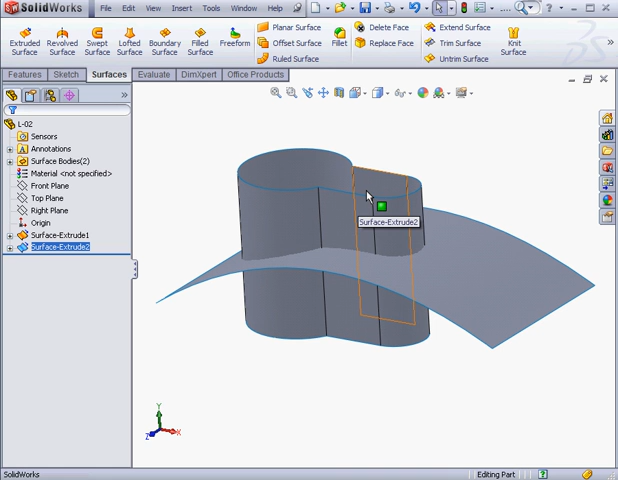 SolidWorks File Edit View Insert Tools Window Help
Extruded Surface
Revolved Surface
Swept Surface
Lofted Surface
Boundary Surface
Filled Surface
Freeform
Planar Surface
Offset Surface
Ruled Surface
Fillet
Delete Face
Replace Face
Extend Surface
Trim Surface
Untrim Surface
Knit Surface
Features Sketch Surfaces Evaluate DimXpert Office Products
L-02
Sensors
Annotations
Surface Bodies(2)
Material <not specified>
Front Plane
Top Plane
Right Plane
Origin
Surface-Extrude1
Surface-Extrude2
Surface-Extrude2
Y
Z X
SolidWorks Editing Part